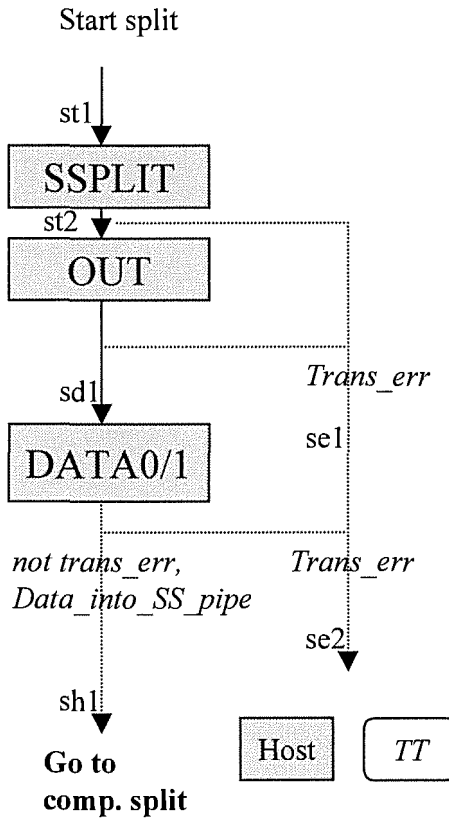 Start split
st1
SSPLIT
st2
OUT
Trans_err
sd1
se1
DATA0/1
not trans_err,
Trans_err
Data_into_SS_pipe
se2
sh1
Host
TT
Go to
comp. split